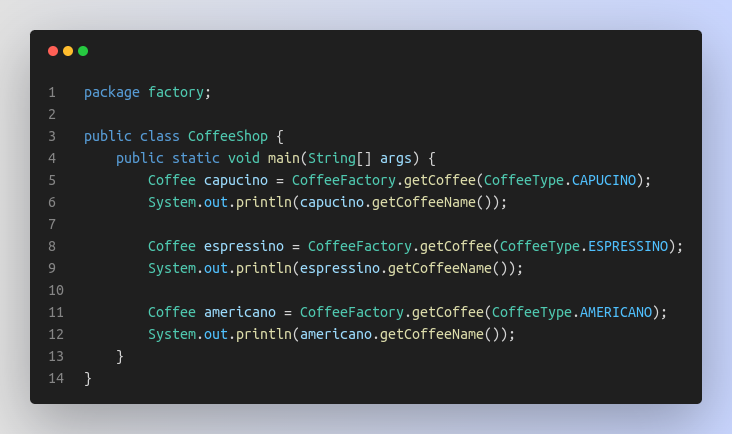 1 package factory;
2
3 public class CoffeeShop {
4     public static void main(String[] args) {
5         Coffee capucino = CoffeeFactory.getCoffee(CoffeeType.CAPUCINO);
6         System.out.println(capucino.getCoffeeName());
7
8         Coffee espressino = CoffeeFactory.getCoffee(CoffeeType.ESPRESSINO);
9         System.out.println(espressino.getCoffeeName());
10
11         Coffee americano = CoffeeFactory.getCoffee(CoffeeType.AMERICANO);
12         System.out.println(americano.getCoffeeName());
13     }
14 }